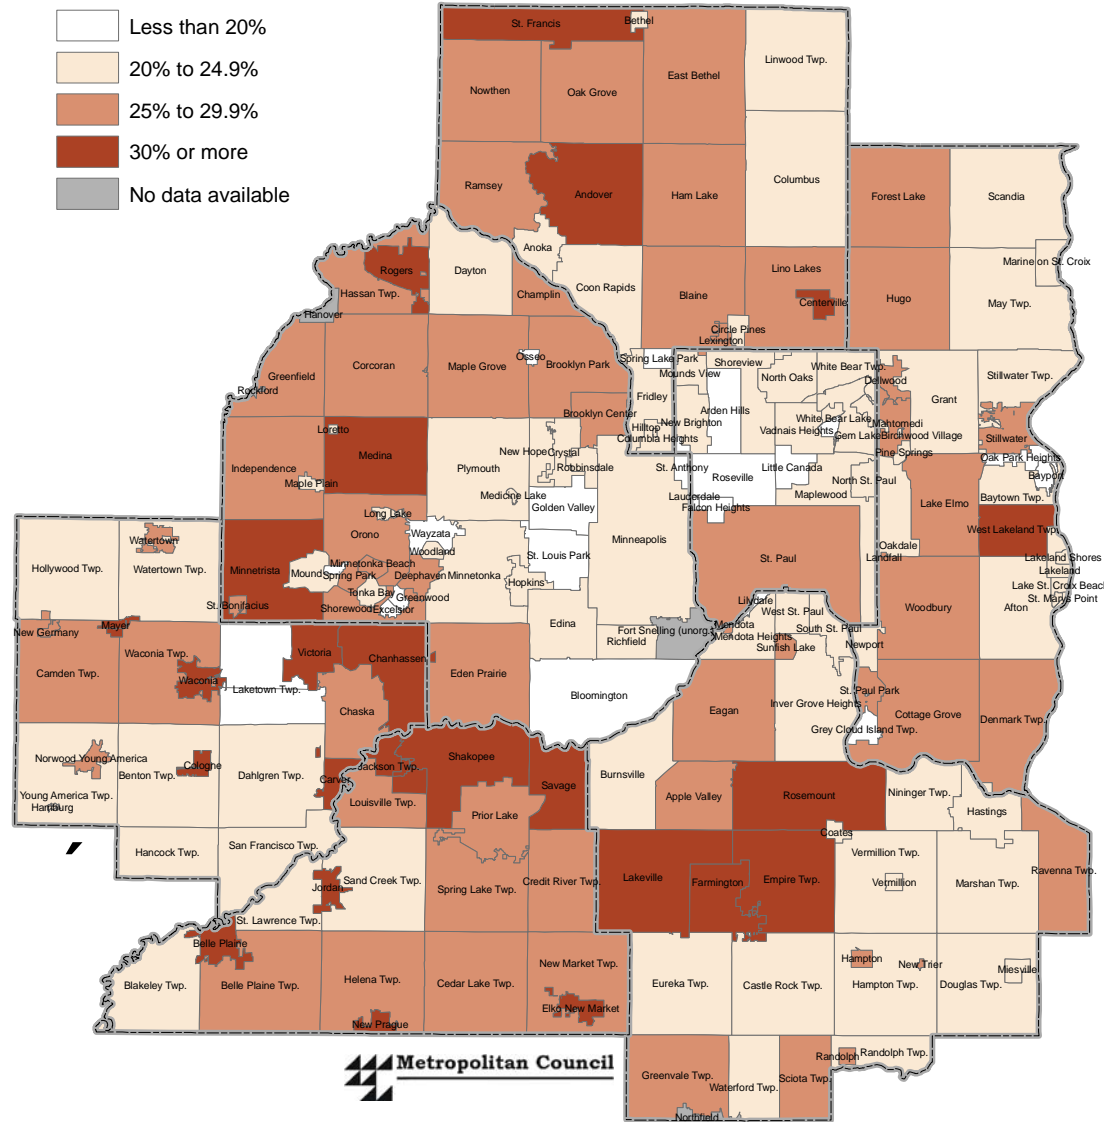 Less than 20%
20% to 24.9%
25% to 29.9%
30% or more
No data available
St. Francis
Bethel
Linwood Twp.
East Bethel
Nowthen
Oak Grove
Columbus
Ramsey
Andover
Ham Lake
Forest Lake
Scandia
Anoka
Marine on St. Croix
Rogers
Dayton
Lino Lakes
Hassan Twp.
Champlin
Coon Rapids
Blaine
Centerville
Hugo
May Twp.
Hanover
Circle Pines
Lexington
Osseo
Spring Lake Park
Shoreview
White Bear Twp.
Corcoran
Maple Grove
Brooklyn Park
Mounds View
North Oaks
Dellwood
Stillwater Twp.
Greenfield
Rockford
Fridley
Grant
Brooklyn Center
Arden Hills
White Bear Lake
Mahtomedi
Loretto
Hilltop
New Brighton
Vadnais Heights
Gem Lake
Birchwood Village
Stillwater
Columbia Heights
Medina
New Hope
Crystal
Pine Springs
Oak Park Heights
Independence
Plymouth
Robbinsdale
St. Anthony
Roseville
Little Canada
North St. Paul
Bayport
Maple Plain
Medicine Lake
Lauderdale
Maplewood
Baytown Twp.
Long Lake
Golden Valley
Falcon Heights
Lake Elmo
Watertown
Orono
Wayzata
Minneapolis
West Lakeland Twp.
Woodland
St. Louis Park
Oakdale
Hollywood Twp.
Watertown Twp.
Minnetrista
Mound
Minnetonka Beach
Spring Park
Deephaven
Minnetonka
Hopkins
St. Paul
Landfall
Lakeland Shores
Lakeland
Tonka Bay
Greenwood
Lake St. Croix Beach
St. Marys Point
St. Bonifacius
Shorewood
Excelsior
Lilydale
West St. Paul
Woodbury
Afton
New Germany
Mayer
Edina
Fort Snelling (unorg.)
Mendota
South St. Paul
Richfield
Mendota Heights
Sunfish Lake
Newport
Waconia Twp.
Victoria
Chanhassen
Camden Twp.
Waconia
Laketown Twp.
Eden Prairie
Bloomington
St. Paul Park
Chaska
Eagan
Inver Grove Heights
Cottage Grove
Denmark Twp.
Grey Cloud Island Twp.
Norwood Young America
Cologne
Shakopee
Benton Twp.
Dahlgren Twp.
Carver
Jackson Twp.
Savage
Burnsville
Young America Twp.
Louisville Twp.
Apple Valley
Rosemount
Nininger Twp.
Hamburg
Prior Lake
Hastings
Coates
Hancock Twp.
San Francisco Twp.
Vermillion Twp.
Jordan
Sand Creek Twp.
Spring Lake Twp.
Credit River Twp.
Lakeville
Farmington
Empire Twp.
Vermillion
Marshan Twp.
Ravenna Twp.
St. Lawrence Twp.
Belle Plaine
Blakeley Twp.
Belle Plaine Twp.
Helena Twp.
Cedar Lake Twp.
New Market Twp.
Hampton
New Trier
Miesville
Eureka Twp.
Castle Rock Twp.
Hampton Twp.
Douglas Twp.
Elko New Market
New Prague
Metropolitan Council
Randolph
Randolph Twp.
Greenvale Twp.
Waterford Twp.
Sciota Twp.
Northfield